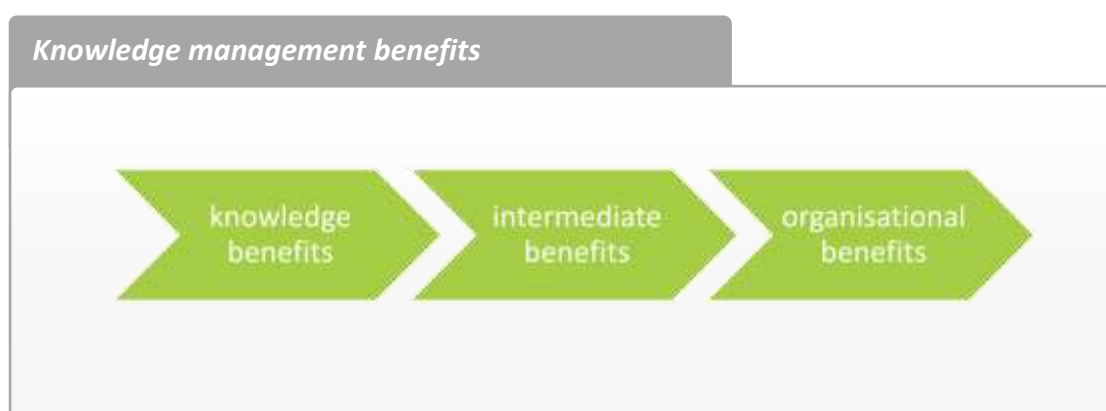 Knowledge management benefits
knowledge
benefits
intermediate
benefits
organisational
benefits